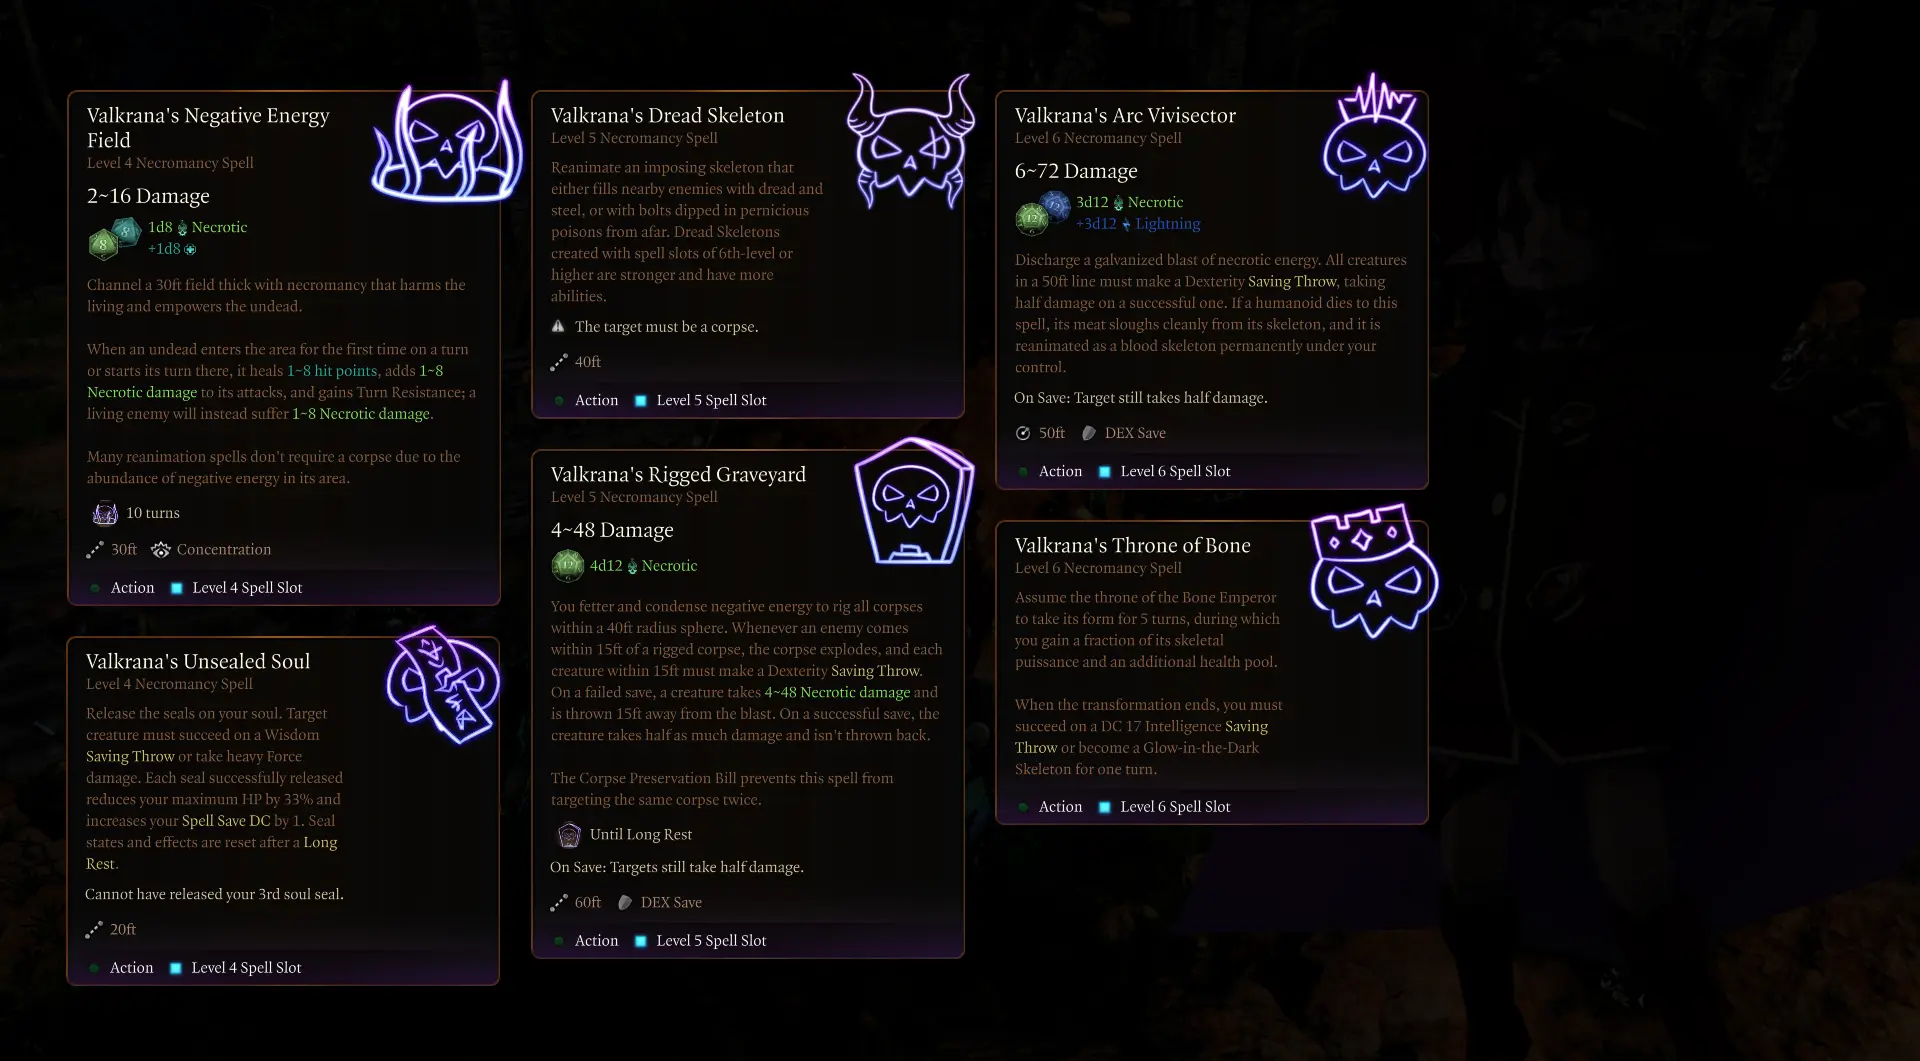 Valkrana's Negative Energy
Field
Level 4 Necromancy Spell
2~16 Damage
8
8
1d8 Necrotic
+1d8
Channel a 30ft field thick with necromancy that harms the
living and empowers the undead.
When an undead enters the area for the first time on a turn
or starts its turn there, it heals 1~8 hit points, adds 1~8
Necrotic damage to its attacks, and gains Turn Resistance; a
living enemy will instead suffer 1~8 Necrotic damage.
Many reanimation spells don't require a corpse due to the
abundance of negative energy in its area.
10 turns
30ft Concentration
Action Level 4 Spell Slot
Valkrana's Unsealed Soul
Level 4 Necromancy Spell
Release the seals on your soul. Target
creature must succeed on a Wisdom
Saving Throw or take heavy Force
damage. Each seal successfully released
reduces your maximum HP by 33% and
increases your Spell Save DC by 1. Seal
states and effects are reset after a Long
Rest.
Cannot have released your 3rd soul seal.
20ft
Action Level 4 Spell Slot
Valkrana's Dread Skeleton
Level 5 Necromancy Spell
Reanimate an imposing skeleton that
either fills nearby enemies with dread and
steel, or with bolts dipped in pernicious
poisons from afar. Dread Skeletons
created with spell slots of 6th-level or
higher are stronger and have more
abilities.
The target must be a corpse.
40ft
Action Level 5 Spell Slot
Valkrana's Rigged Graveyard
Level 5 Necromancy Spell
4~48 Damage
12
4d12 Necrotic
You fetter and condense negative energy to rig all corpses
within a 40ft radius sphere. Whenever an enemy comes
within 15ft of a rigged corpse, the corpse explodes, and each
creature within 15ft must make a Dexterity Saving Throw.
On a failed save, a creature takes 4~48 Necrotic damage and
is thrown 15ft away from the blast. On a successful save, the
creature takes half as much damage and isn't thrown back.
The Corpse Preservation Bill prevents this spell from
targeting the same corpse twice.
Until Long Rest
On Save: Targets still take half damage.
60ft DEX Save
Action Level 5 Spell Slot
Valkrana's Arc Vivisector
Level 6 Necromancy Spell
6~72 Damage
12
12
3d12 Necrotic
+3d12 Lightning
Discharge a galvanized blast of necrotic energy. All creatures
in a 50ft line must make a Dexterity Saving Throw, taking
half damage on a successful one. If a humanoid dies to this
spell, its meat sloughs cleanly from its skeleton, and it is
reanimated as a blood skeleton permanently under your
control.
On Save: Target still takes half damage.
50ft DEX Save
Action Level 6 Spell Slot
Valkrana's Throne of Bone
Level 6 Necromancy Spell
Assume the throne of the Bone Emperor
to take its form for 5 turns, during which
you gain a fraction of its skeletal
puissance and an additional health pool.
When the transformation ends, you must
succeed on a DC 17 Intelligence Saving
Throw or become a Glow-in-the-Dark
Skeleton for one turn.
Action Level 6 Spell Slot